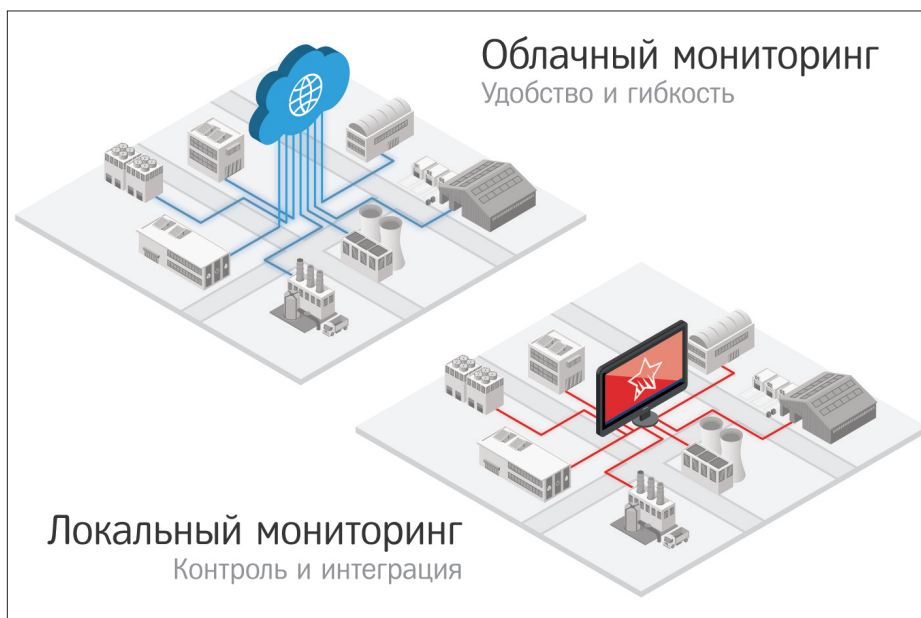 Облачный мониторинг
Удобство и гибкость
Локальный мониторинг
Контроль и интеграция